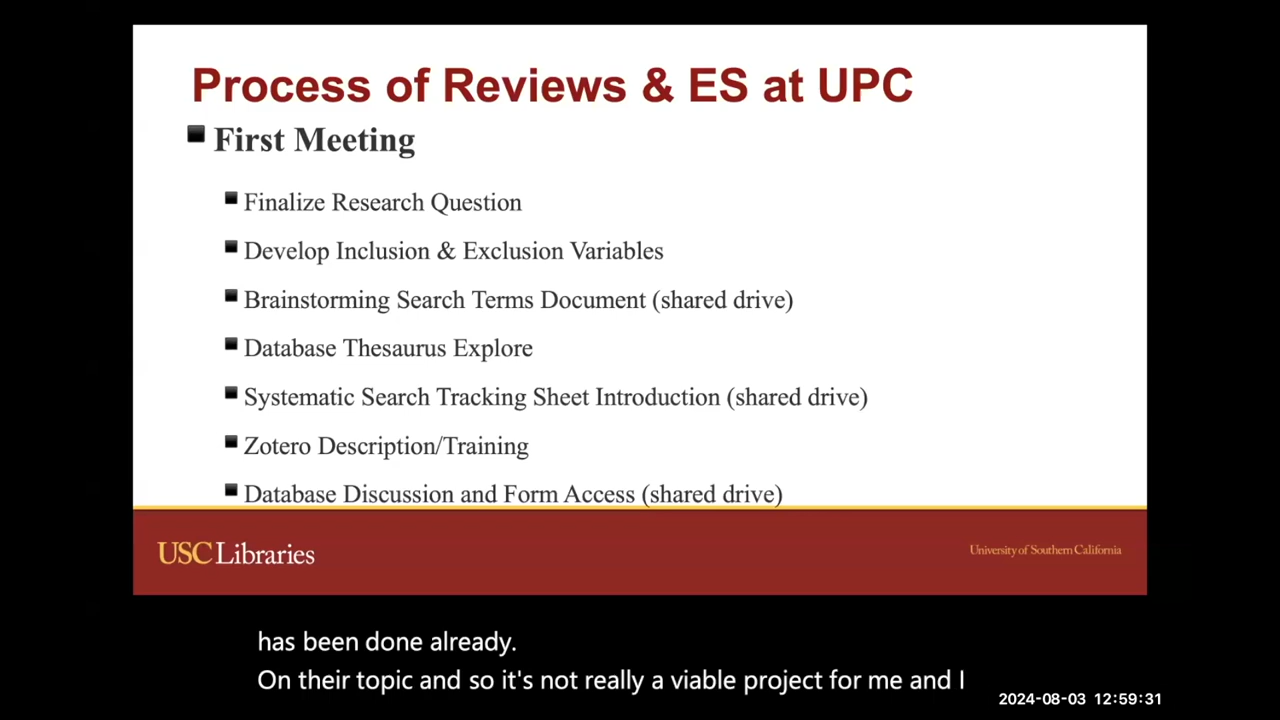 Process of Reviews & ES at UPC
First Meeting
Finalize Research Question
Develop Inclusion & Exclusion Variables
Brainstorming Search Terms Document (shared drive)
Database Thesaurus Explore
Systematic Search Tracking Sheet Introduction (shared drive)
Zotero Description/Training
Database Discussion and Form Access (shared drive)
USC Libraries
University of Southern California
has been done already.
On their topic and so it's not really a viable project for me and I
2024-08-03 12:59:31